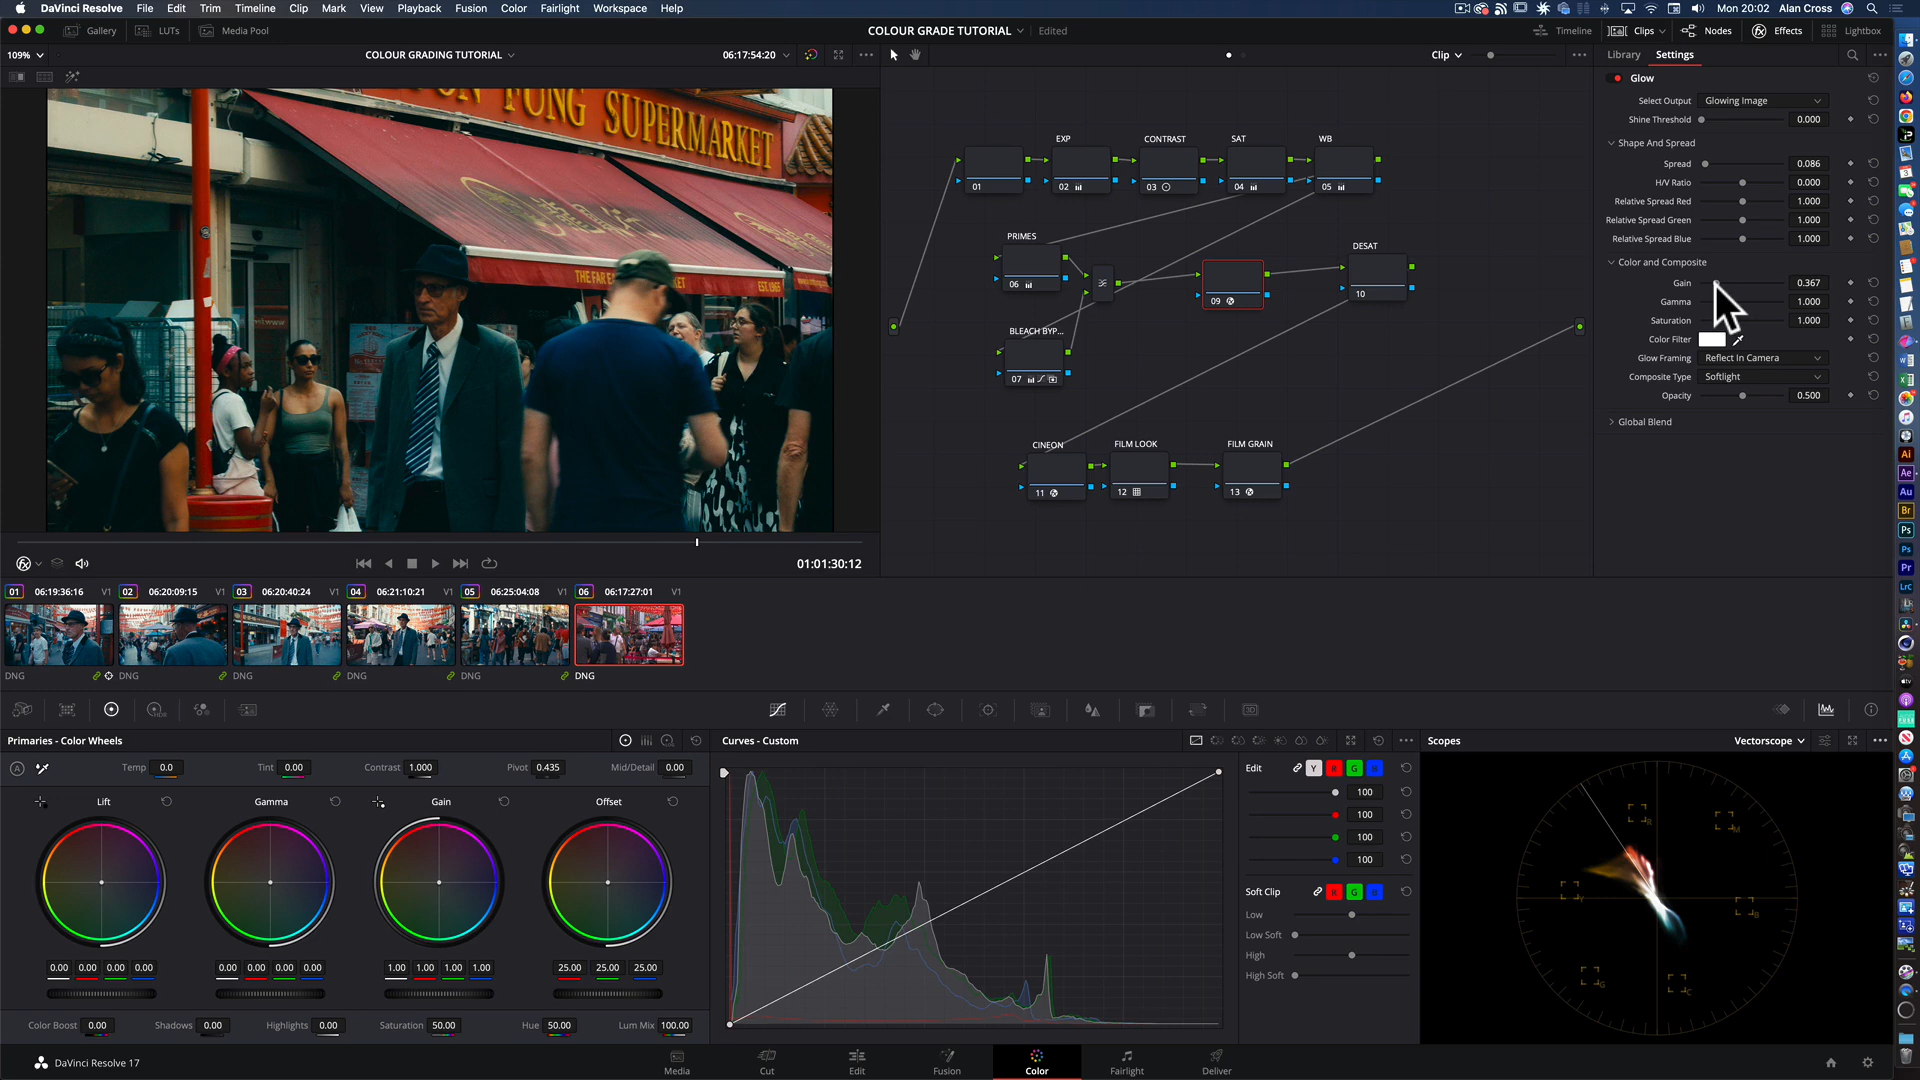 DaVinci Resolve File Edit Trim Timeline Clip Mark View Playback Fusion Color Fairlight Workspace Help Mon 20:02 Alan Cross
Gallery LUTs Media Pool COLOUR GRADE TUTORIAL Edited Timeline Clips Nodes Effects Lightbox
109% COLOUR GRADING TUTORIAL 06:17:54:20 Clip Library Settings
Glow
Select Output Glowing Image
Shine Threshold 0.000
Shape And Spread
Spread 0.086
H/V Ratio 0.000
Relative Spread Red 1.000
Relative Spread Green 1.000
Relative Spread Blue 1.000
Color and Composite
Gain 0.367
Gamma 1.000
Saturation 1.000
Color Filter
Glow Framing Reflect In Camera
Composite Type Softlight
Opacity 0.500
Global Blend
FONG SUPERMARKET
THE FAR EA
EST.1963
EXP CONTRAST SAT WB
01 02 03 04 05
PRIMES DESAT
06 09 10
BLEACH BYP...
07
CINEON FILM LOOK FILM GRAIN
11 12 13
01:01:30:12
01 06:19:36:16 V1 02 06:20:09:15 V1 03 06:20:40:24 V1 04 06:21:10:21 V1 05 06:25:04:08 V1 06 06:17:27:01 V1
DNG DNG DNG DNG DNG DNG
Primaries - Color Wheels Curves - Custom Scopes Vectorscope
Temp 0.0 Tint 0.00 Contrast 1.000 Pivot 0.435 Mid/Detail 0.00
Lift Gamma Gain Offset
0.00 0.00 0.00 0.00 0.00 0.00 0.00 0.00 1.00 1.00 1.00 1.00 25.00 25.00 25.00
Color Boost 0.00 Shadows 0.00 Highlights 0.00 Saturation 50.00 Hue 50.00 Lum Mix 100.00
Edit Y R G B
100
100
100
100
Soft Clip R G B
Low
Low Soft
High
High Soft
R M
Y B
G C
DaVinci Resolve 17 Media Cut Edit Fusion Color Fairlight Deliver
Ai
Ae
Au
Br
Ps
Ps
Pr
LrC